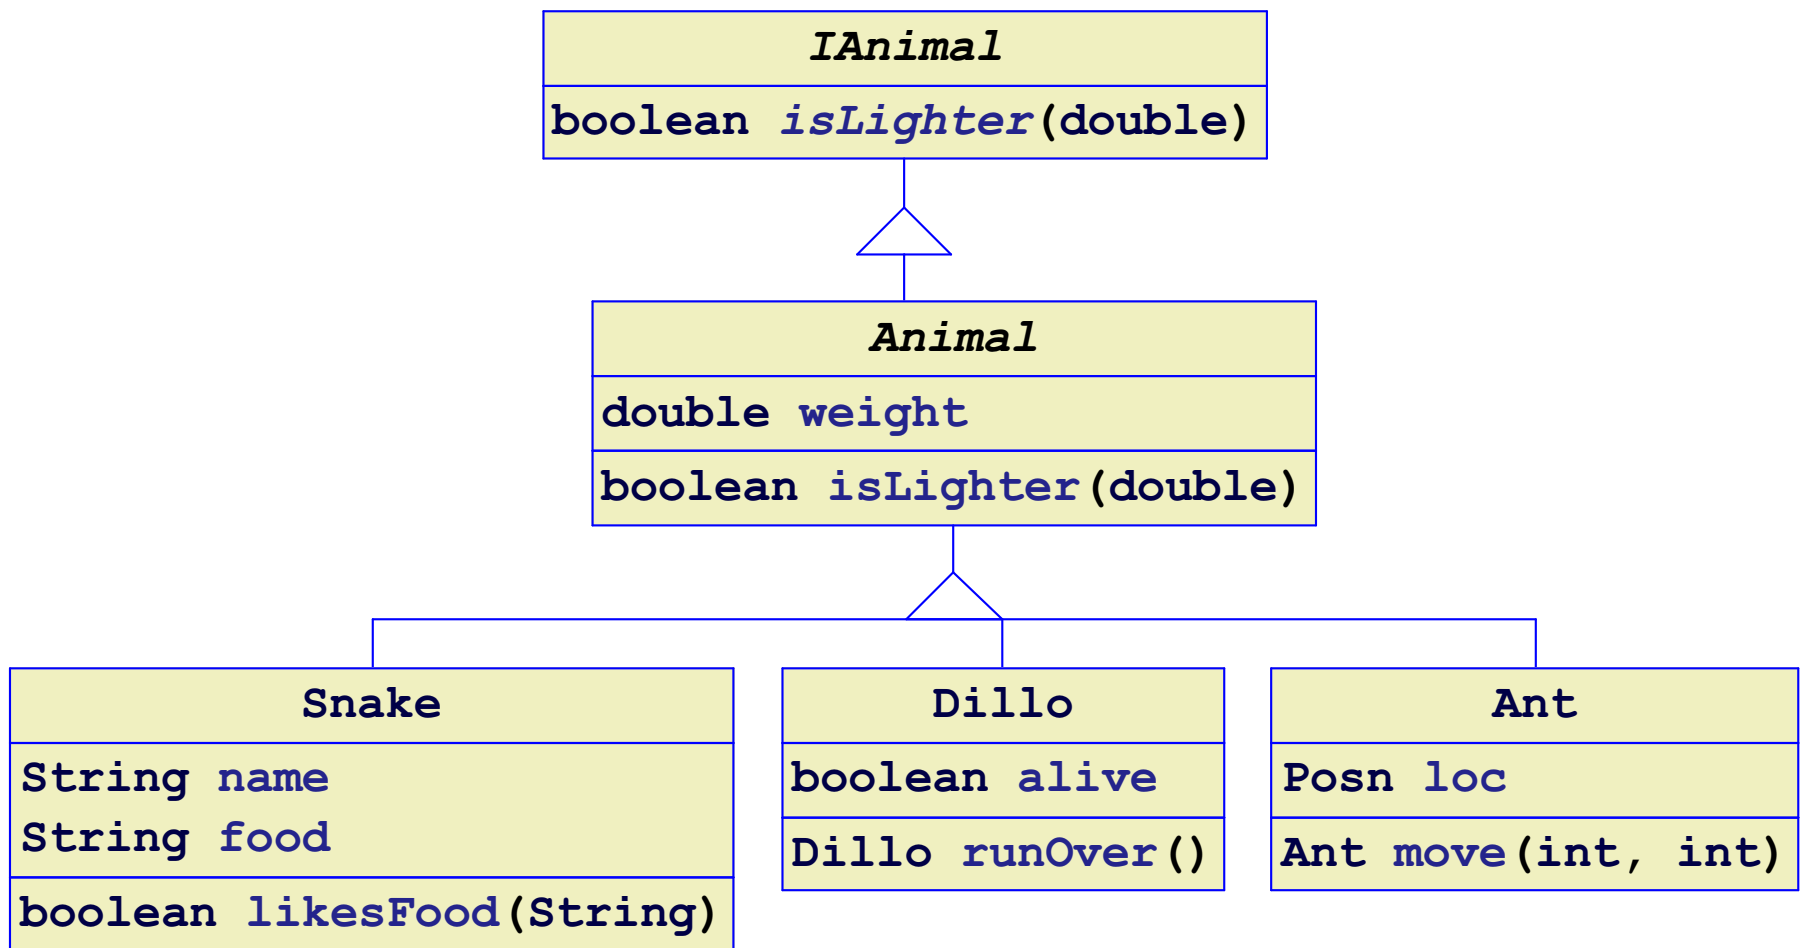 IAnimal
boolean isLighter(double)
Animal
double weight
boolean isLighter(double)
Snake
String name
String food
boolean likesFood(String)
Dillo
boolean alive
Dillo runOver()
Ant
Posn loc
Ant move(int, int)